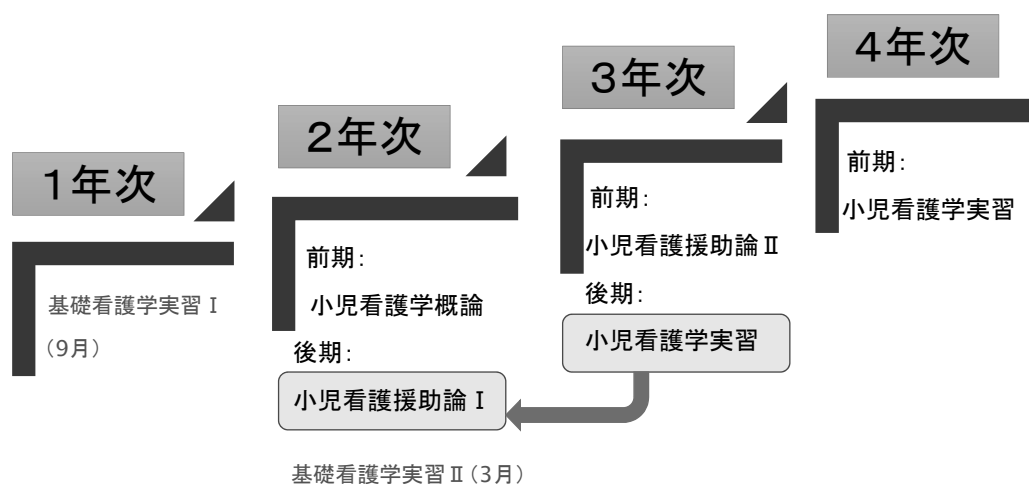 1年次
基礎看護学実習Ⅰ
（9月）
2年次
前期：
小児看護学概論
後期：
小児看護援助論Ⅰ
基礎看護学実習Ⅱ（3月）
3年次
前期：
小児看護援助論Ⅱ
後期：
小児看護学実習
4年次
前期：
小児看護学実習